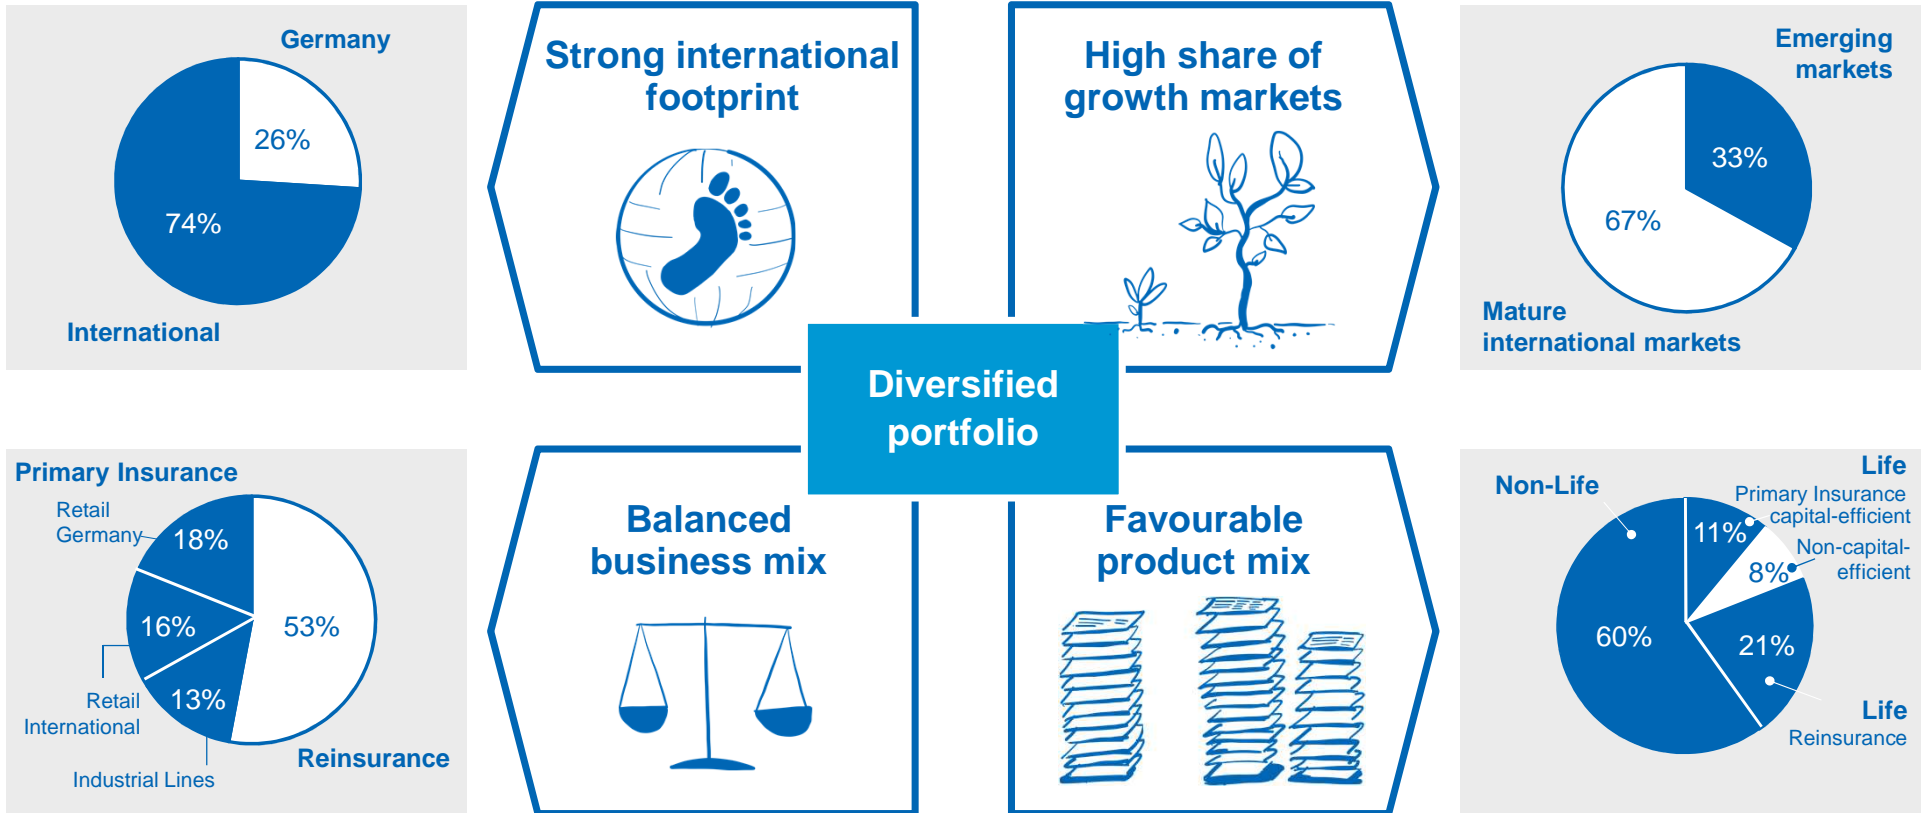 Germany
26%
74%
International
Strong international
footprint
High share of
growth markets
Emerging
markets
33%
67%
Mature
international markets
Diversified
portfolio
Primary Insurance
Retail
Germany
18%
16%
53%
13%
Retail
International
Industrial Lines
Reinsurance
Balanced
business mix
Favourable
product mix
Non-Life
Life
Primary Insurance
capital-efficient
11%
Non-capital-
efficient
8%
60%
21%
Life
Reinsurance